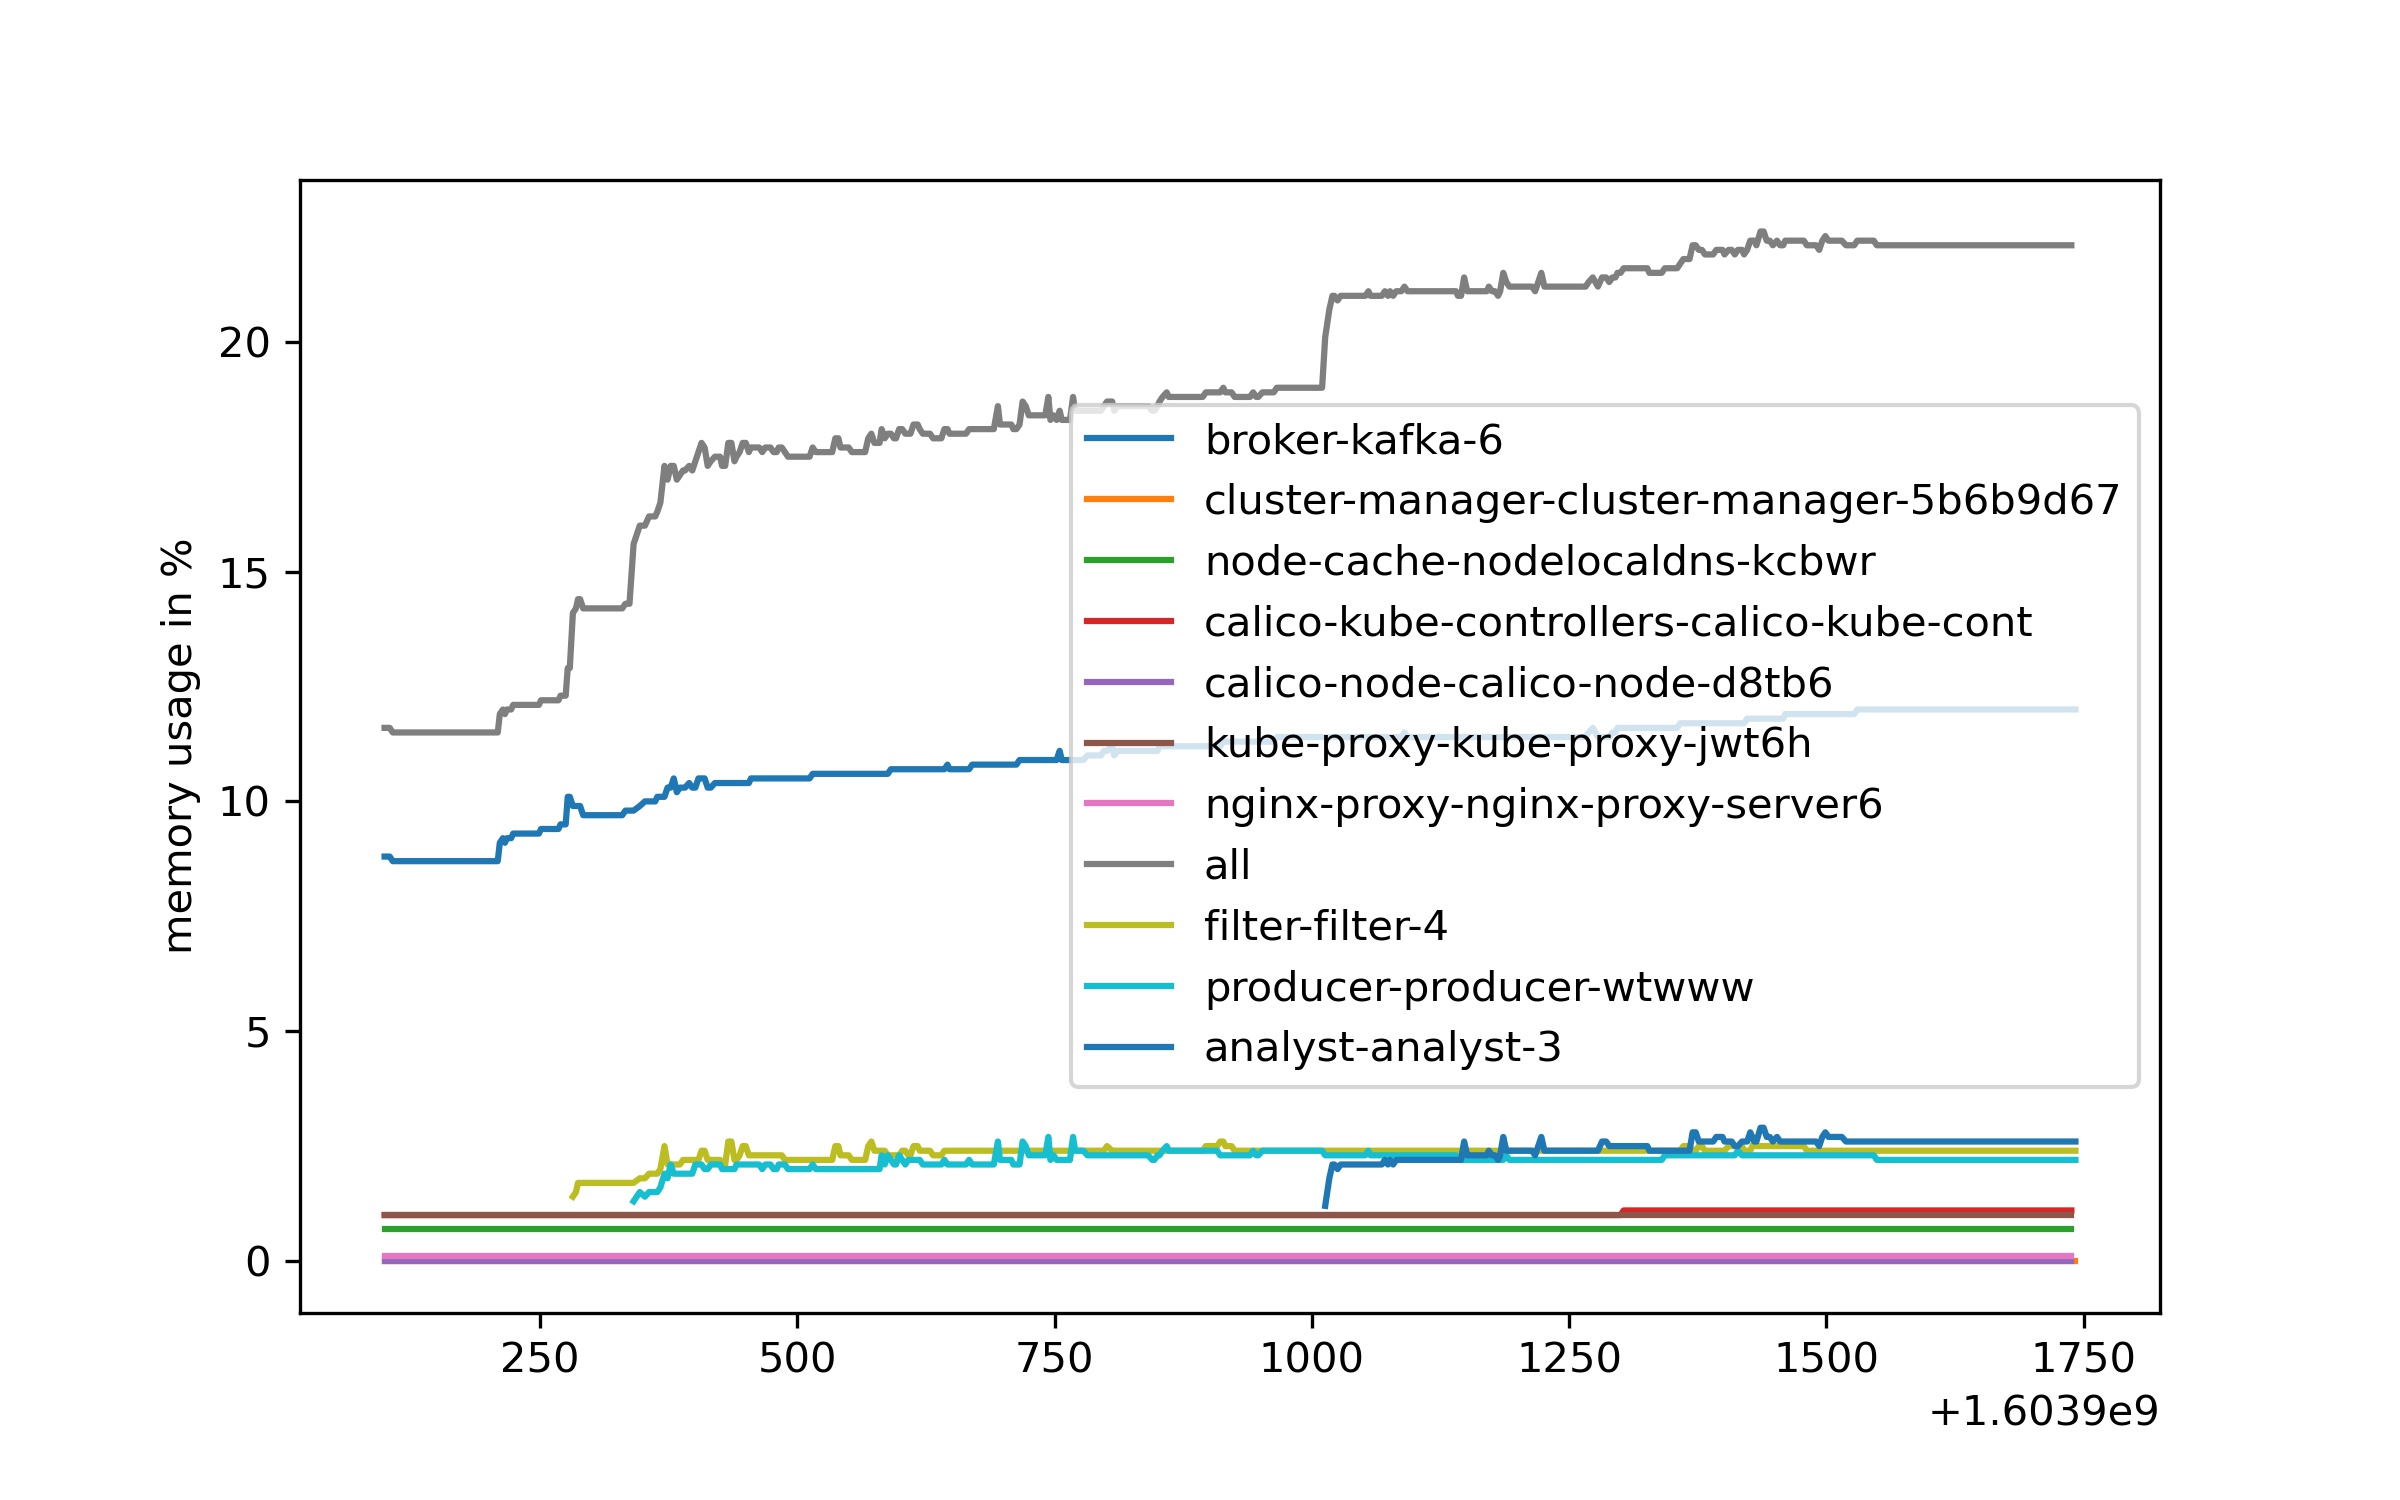 memory usage in %
20
15
10
5
0
broker-kafka-6
cluster-manager-cluster-manager-5b6b9d67
node-cache-nodelocaldns-kcbwr
calico-kube-controllers-calico-kube-cont
calico-node-calico-node-d8tb6
kube-proxy-kube-proxy-jwt6h
nginx-proxy-nginx-proxy-server6
all
filter-filter-4
producer-producer-wtwww
analyst-analyst-3
250 500 750 1000 1250 1500 1750
+1.6039e9